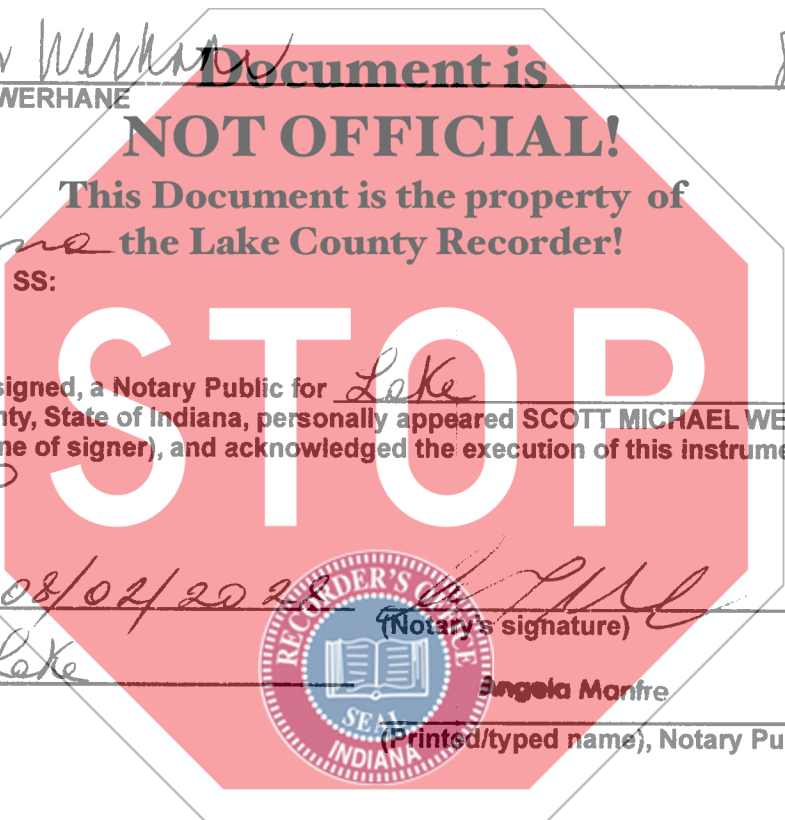 Werhane
Document is
WERHANE
NOT OFFICIAL!
This Document is the property of
the Lake County Recorder!
SS:
STOP
signed, a Notary Public for Lake
nty, State of Indiana, personally appeared SCOTT MICHAEL WE
ne of signer), and acknowledged the execution of this instrume
08/02/2028
RECORDER'S OFFICE
(Notary's signature)
Lake
Angela Manfre
SEAL
INDIANA
(Printed/typed name), Notary Pu